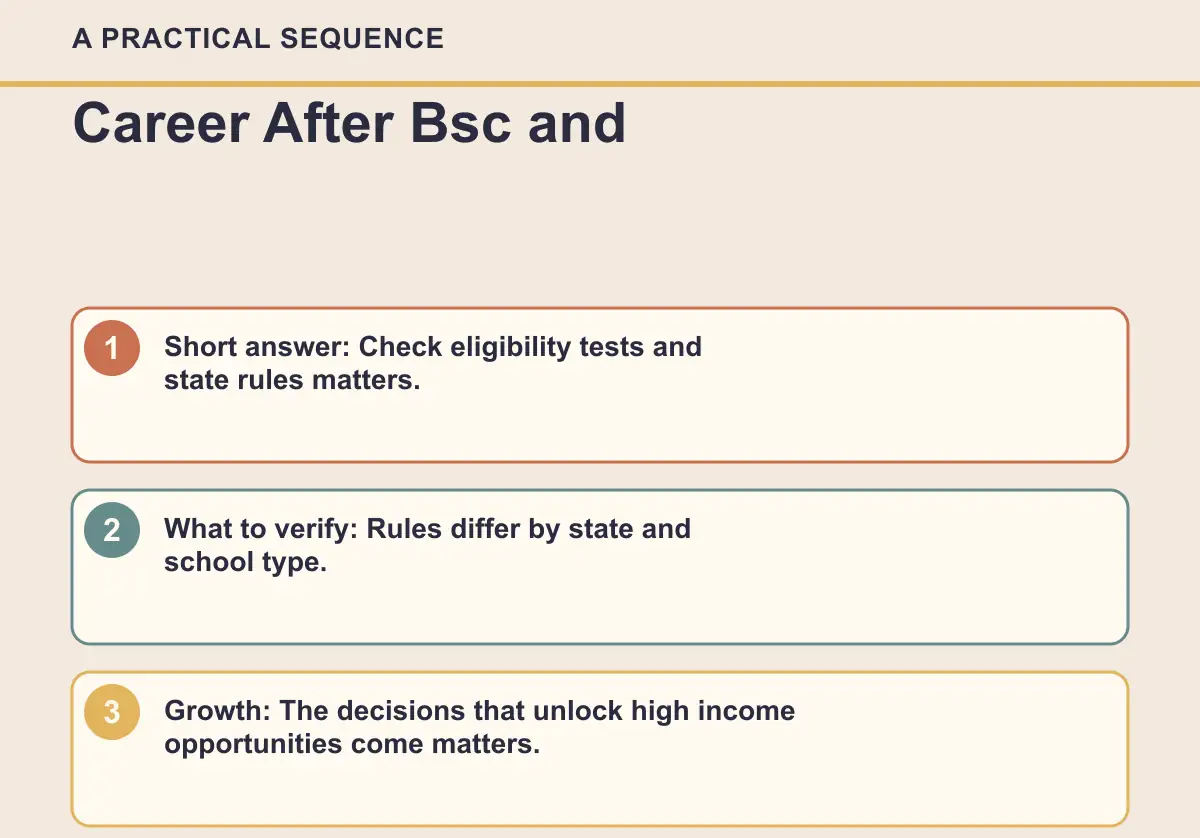 A PRACTICAL SEQUENCE
Career After Bsc and
1
Short answer: Check eligibility tests and
state rules matters.
2
What to verify: Rules differ by state and
school type.
3
Growth: The decisions that unlock high income
opportunities come matters.